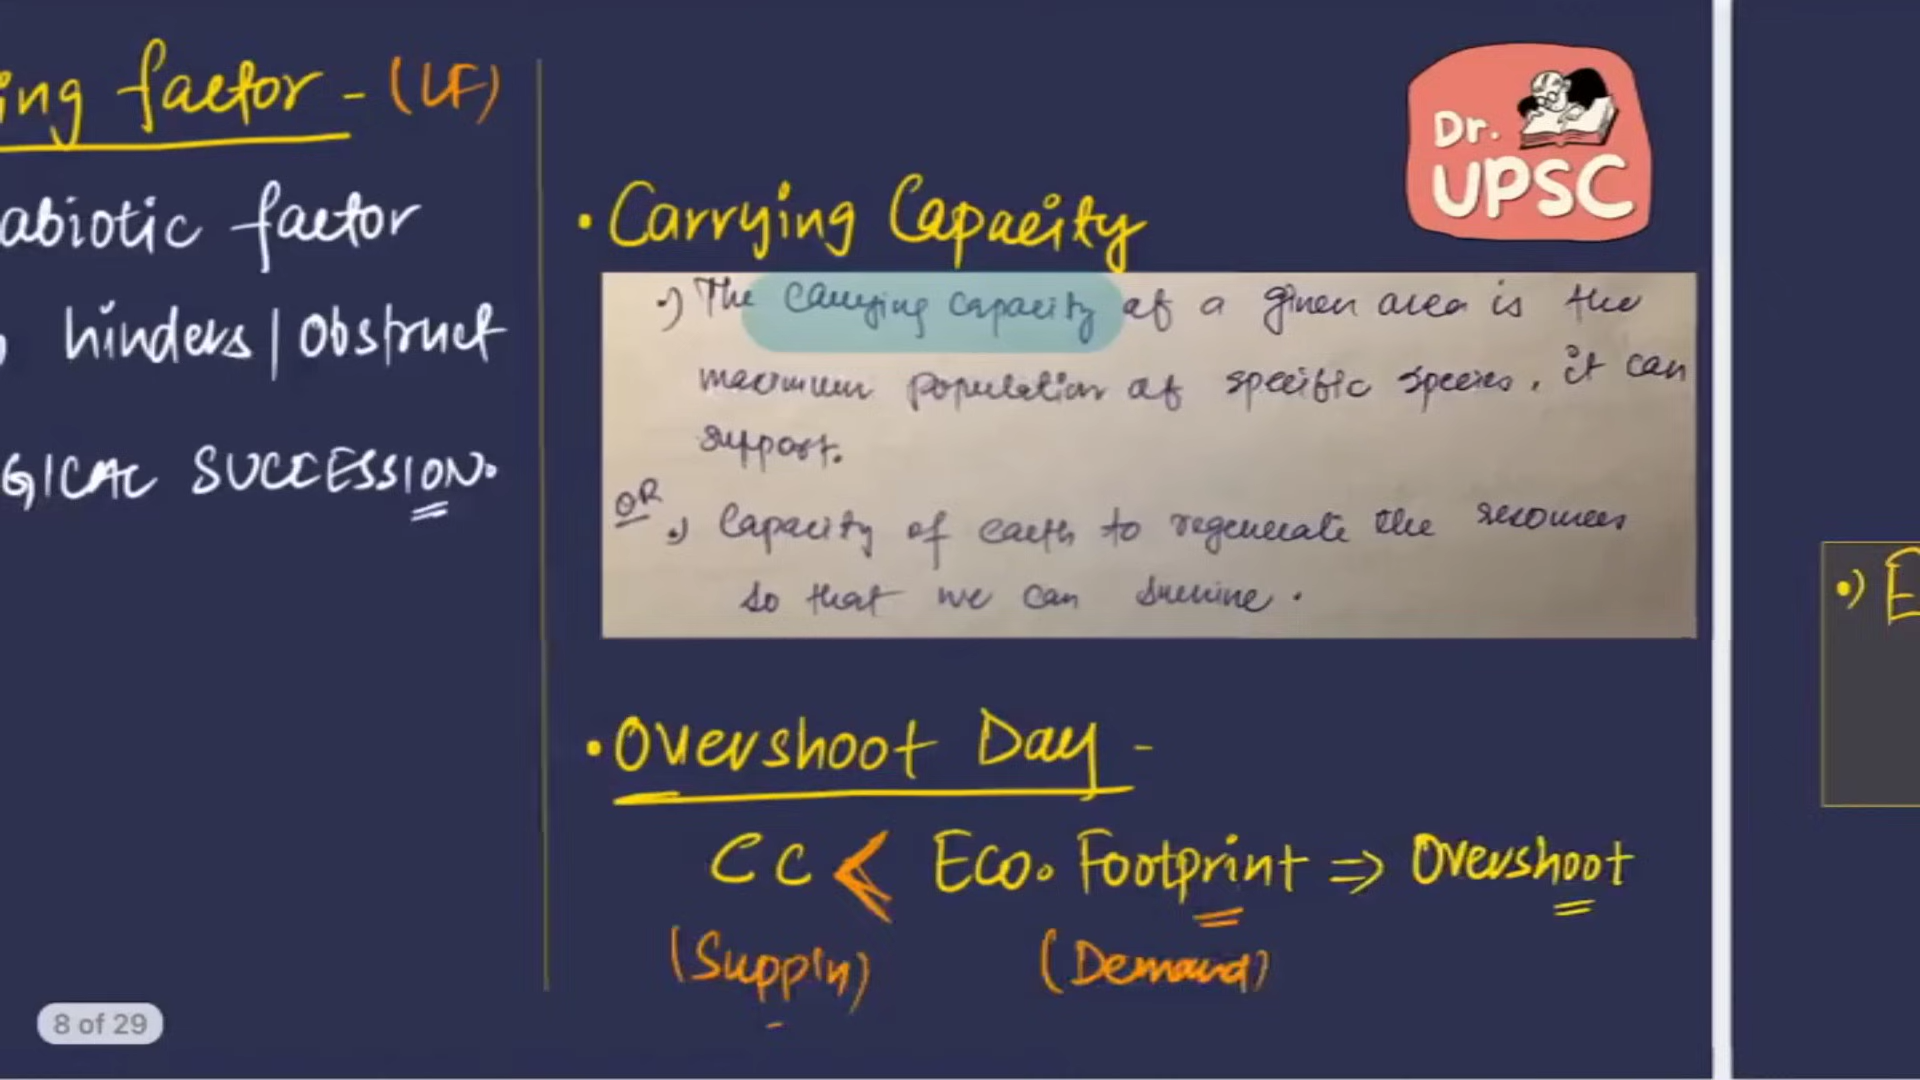 ing factor - (LF)
abiotic factor
hinders | obstruct
GICAL SUCCESSION.
Dr.
UPSC
• Carrying Capacity
•) The carrying capacity of a given area is the
maximum population of specific species, it can
support.
OR
•) Capacity of earth to regenerate the resources
so that we can survive.
• Overshoot Day -
CC < Eco. Footprint => Overshoot
(Supply) (Demand)
•) E
8 of 29